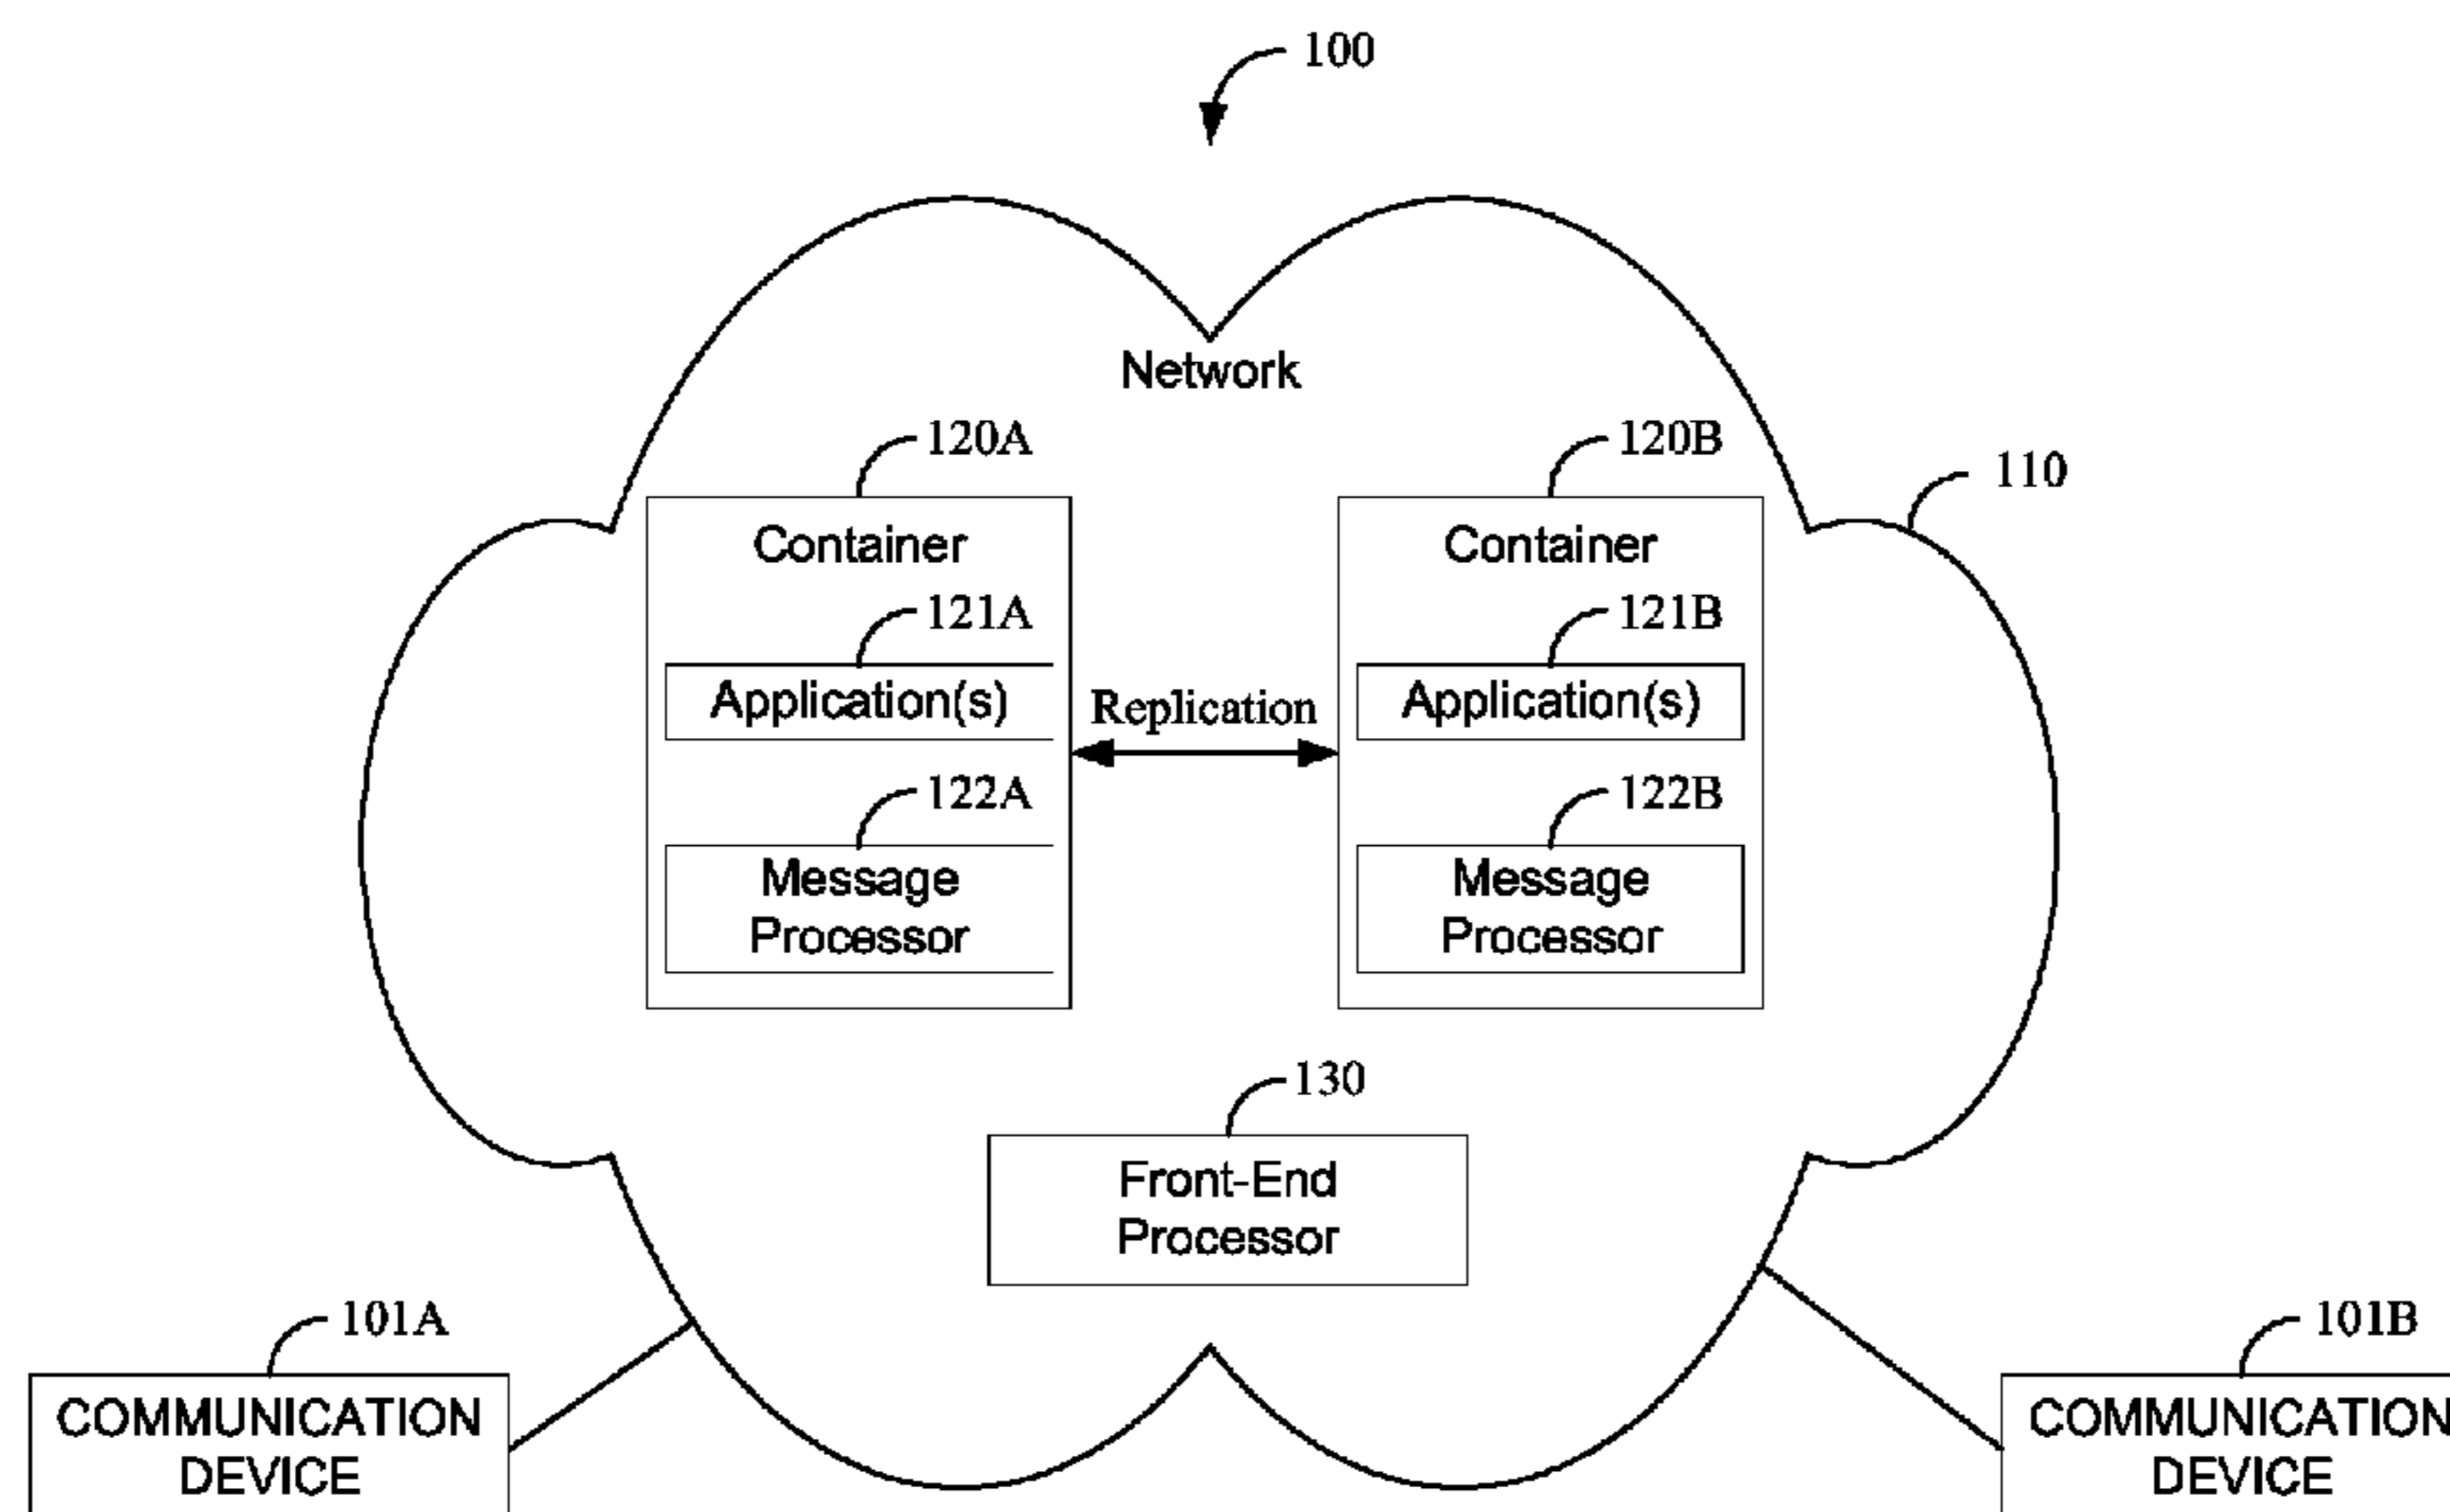 100
Network
120A
120B
110
Container
Container
121A
121B
Application(s)
Replication
Application(s)
122A
122B
Message
Processor
Message
Processor
130
Front-End
Processor
101A
101B
COMMUNICATION
DEVICE
COMMUNICATION
DEVICE